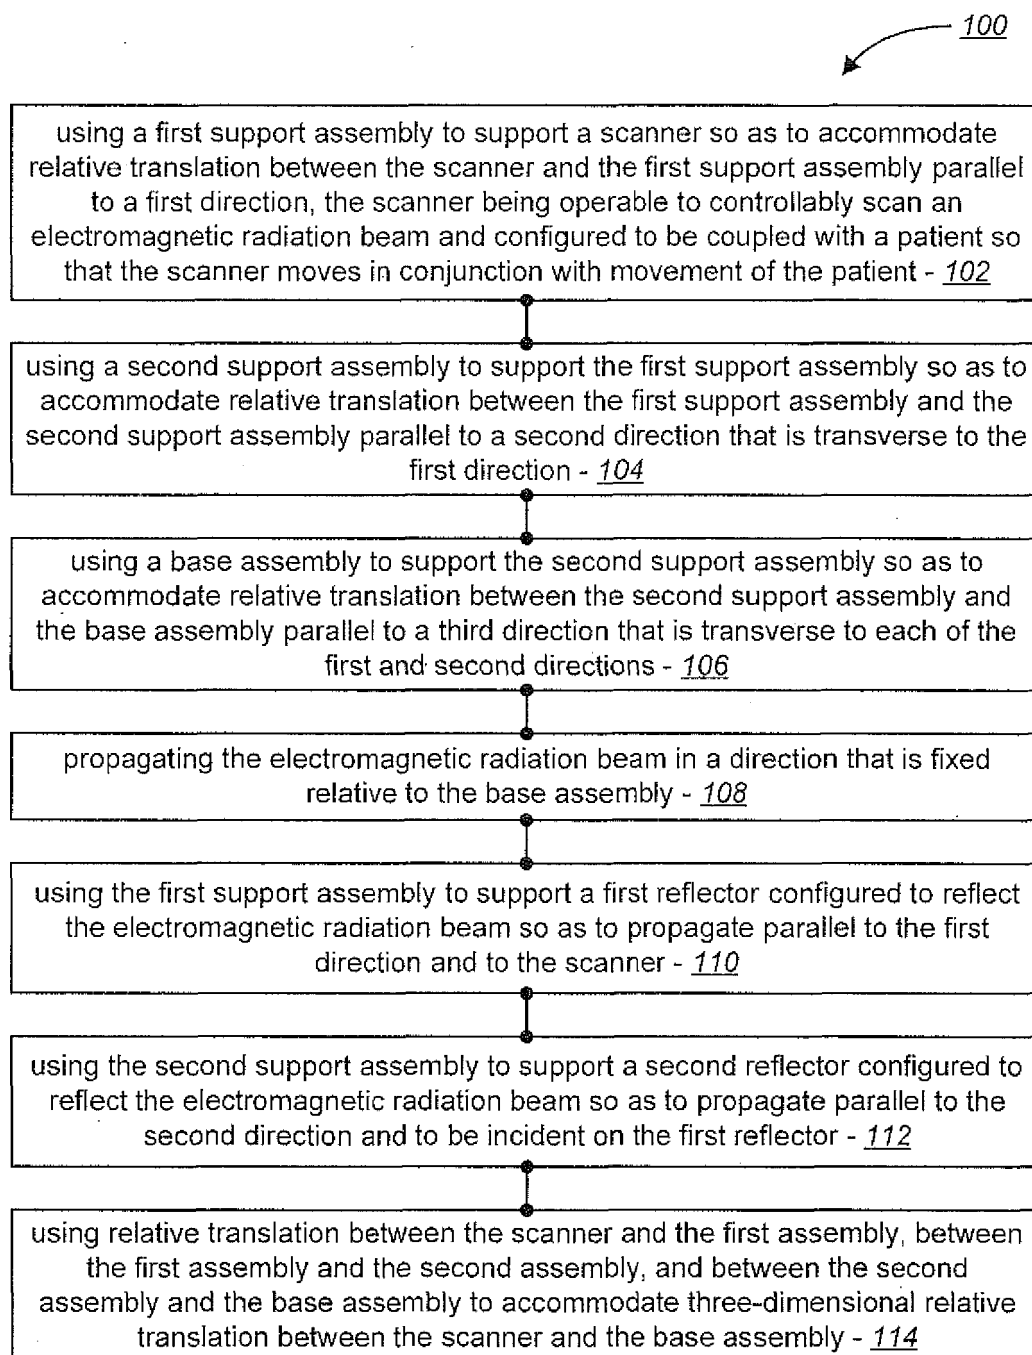 100
using a first support assembly to support a scanner so as to accommodate
relative translation between the scanner and the first support assembly parallel
to a first direction, the scanner being operable to controllably scan an
electromagnetic radiation beam and configured to be coupled with a patient so
that the scanner moves in conjunction with movement of the patient - 102
using a second support assembly to support the first support assembly so as to
accommodate relative translation between the first support assembly and the
second support assembly parallel to a second direction that is transverse to the
first direction - 104
using a base assembly to support the second support assembly so as to
accommodate relative translation between the second support assembly and
the base assembly parallel to a third direction that is transverse to each of the
first and second directions - 106
propagating the electromagnetic radiation beam in a direction that is fixed
relative to the base assembly - 108
using the first support assembly to support a first reflector configured to reflect
the electromagnetic radiation beam so as to propagate parallel to the first
direction and to the scanner - 110
using the second support assembly to support a second reflector configured to
reflect the electromagnetic radiation beam so as to propagate parallel to the
second direction and to be incident on the first reflector - 112
using relative translation between the scanner and the first assembly, between
the first assembly and the second assembly, and between the second
assembly and the base assembly to accommodate three-dimensional relative
translation between the scanner and the base assembly - 114